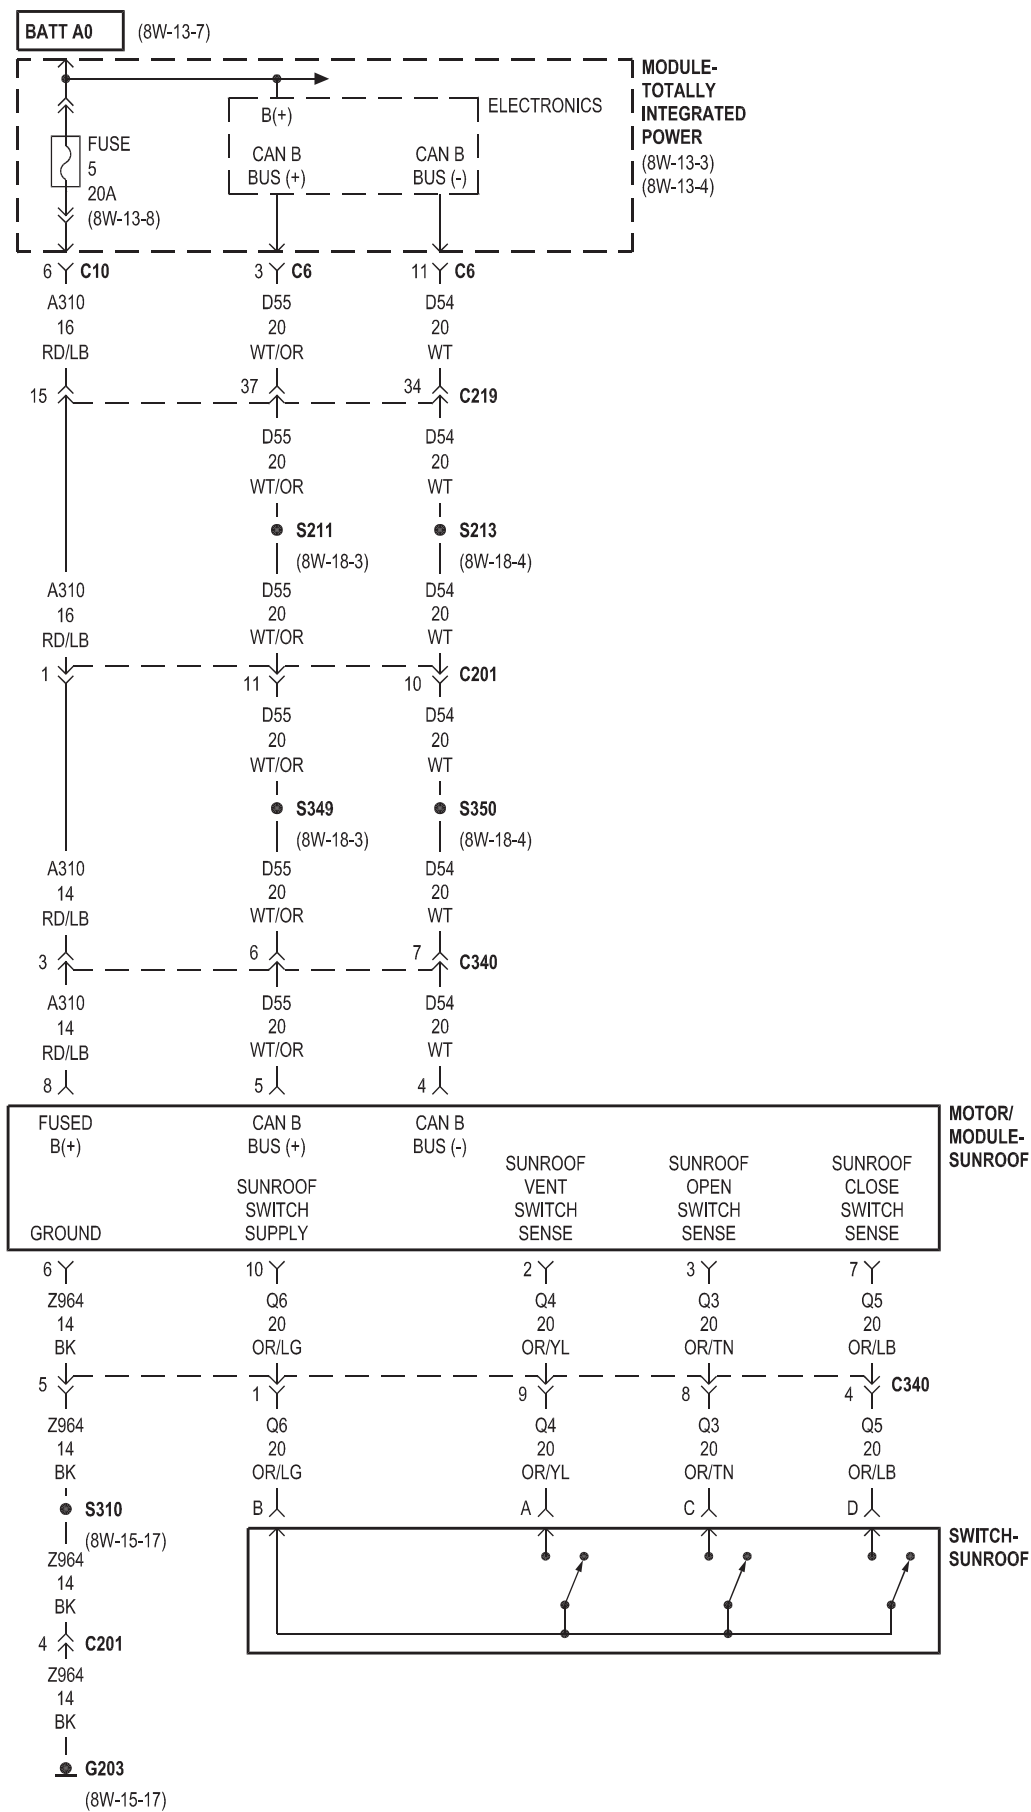 BATT A0 (8W-13-7)
MODULE-
TOTALLY
INTEGRATED
POWER
(8W-13-3)
(8W-13-4)
ELECTRONICS
B(+)
FUSE
5
20A
(8W-13-8)
CAN B
BUS (+)
CAN B
BUS (-)
6 C10 3 C6 11 C6
A310 D55 D54
16 20 20
RD/LB WT/OR WT
15 37 34 C219
D55 D54
20 20
WT/OR WT
S211 S213
(8W-18-3) (8W-18-4)
A310 D55 D54
16 20 20
RD/LB WT/OR WT
1 11 10 C201
D55 D54
20 20
WT/OR WT
S349 S350
(8W-18-3) (8W-18-4)
A310 D55 D54
14 20 20
RD/LB WT/OR WT
3 6 7 C340
A310 D55 D54
14 20 20
RD/LB WT/OR WT
8 5 4
FUSED
B(+)
CAN B
BUS (+)
CAN B
BUS (-)
MOTOR/
MODULE-
SUNROOF
GROUND
SUNROOF
SWITCH
SUPPLY
SUNROOF
VENT
SWITCH
SENSE
SUNROOF
OPEN
SWITCH
SENSE
SUNROOF
CLOSE
SWITCH
SENSE
6 10 2 3 7
Z964 Q6 Q4 Q3 Q5
14 20 20 20 20
BK OR/LG OR/YL OR/TN OR/LB
5 1 9 8 4 C340
Z964 Q6 Q4 Q3 Q5
14 20 20 20 20
BK OR/LG OR/YL OR/TN OR/LB
B A C D
S310
(8W-15-17)
SWITCH-
SUNROOF
Z964
14
BK
4 C201
Z964
14
BK
G203
(8W-15-17)